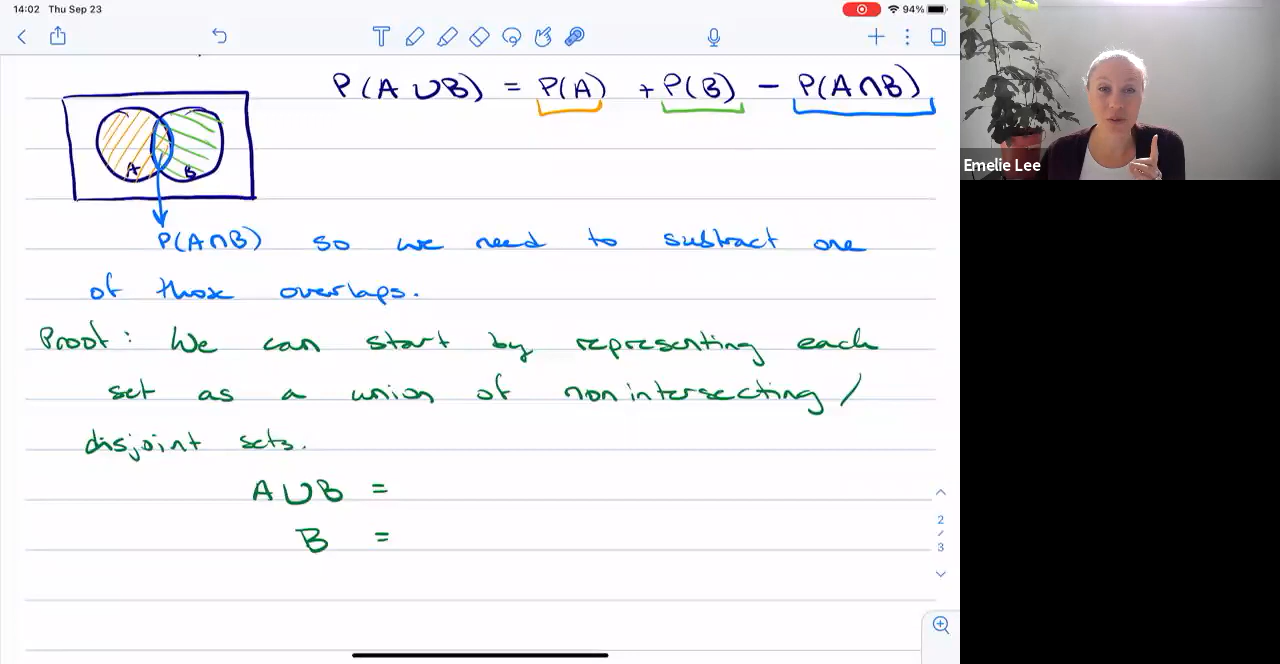 14:02 Thu Sep 23
94%
P(A ∪ B) = P(A) + P(B) - P(A ∩ B)
A B
Emelie Lee
P(A ∩ B) so we need to subtract one
of those overlaps.
Proof: We can start by representing each
set as a union of nonintersecting /
disjoint sets.
A ∪ B =
B =
2
/
3